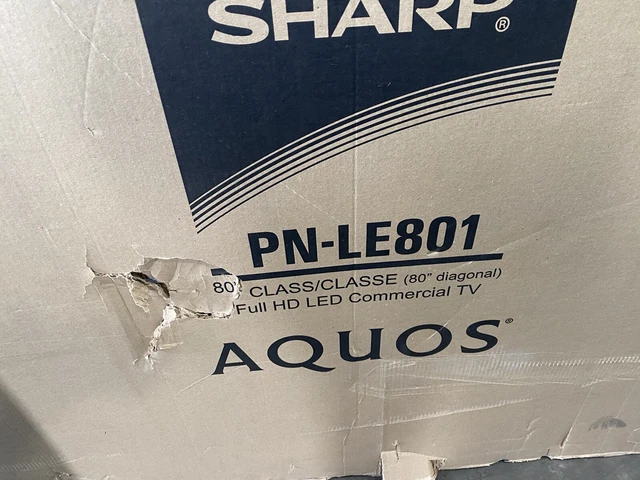 SHARP®
PN-LE801
80" CLASS/CLASSE (80" diagonal)
Full HD LED Commercial TV
AQUOS®